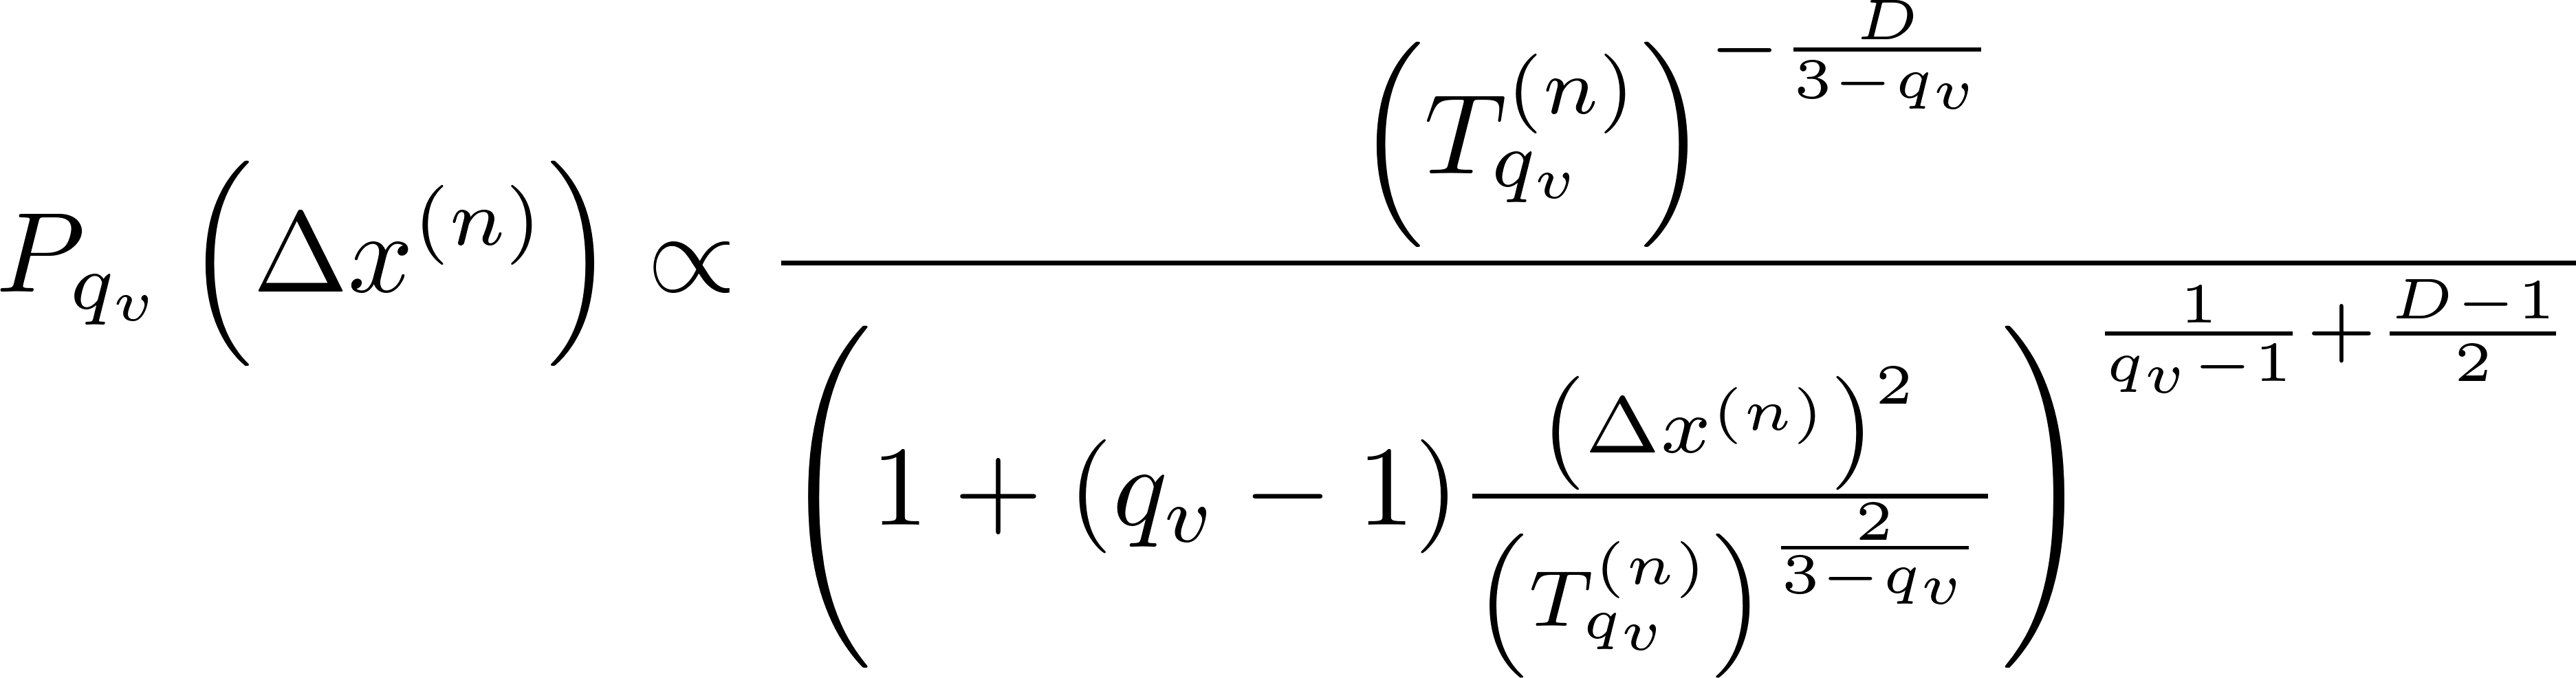 P_{q_v} \left( \Delta x^{(n)} \right) \propto \frac{\left( T_{q_v}^{(n)} \right)^{-\frac{D}{3-q_v}}}{\left( 1 + (q_v - 1) \frac{\left( \Delta x^{(n)} \right)^2}{\left( T_{q_v}^{(n)} \right)^{\frac{2}{3-q_v}}} \right)^{\frac{1}{q_v-1}+\frac{D-1}{2}}}